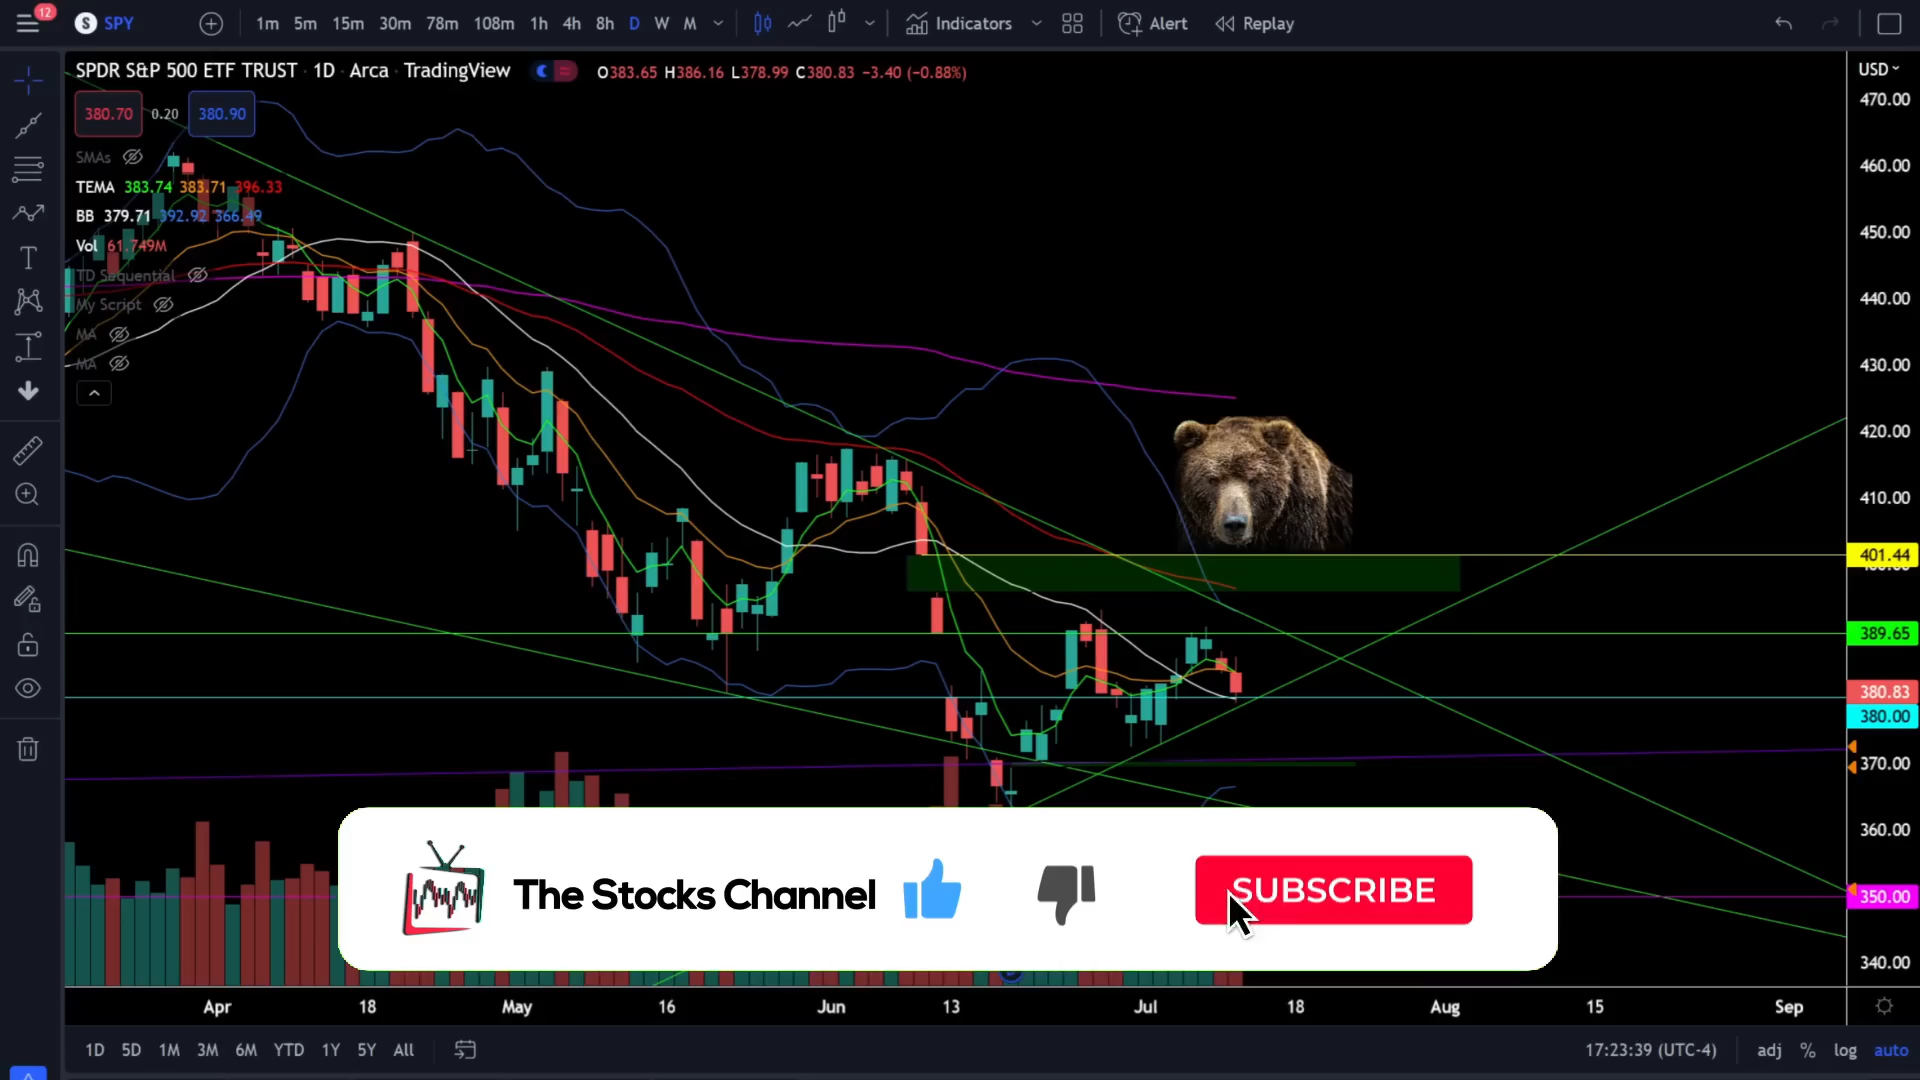 12
S SPY
1m 5m 15m 30m 78m 108m 1h 4h 8h D W M
Indicators
Alert
Replay
SPDR S&P 500 ETF TRUST · 1D · Arca · TradingView
O383.65 H386.16 L378.99 C380.83 −3.40 (−0.88%)
USD
380.70 0.20 380.90
SMAs
TEMA 383.74 383.71 396.33
BB 379.71 392.92 366.49
Vol 61.749M
TD Sequential
My Script
MA
MA
470.00
460.00
450.00
440.00
430.00
420.00
410.00
401.44
389.65
380.83
380.00
370.00
360.00
350.00
340.00
The Stocks Channel
SUBSCRIBE
Apr 18 May 16 Jun 13 Jul 18 Aug 15 Sep
1D 5D 1M 3M 6M YTD 1Y 5Y All
17:23:39 (UTC-4)
adj % log auto